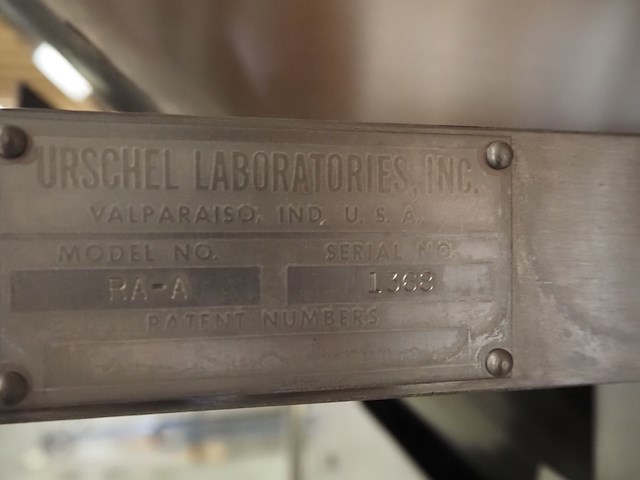 URSCHEL LABORATORIES, INC.
VALPARAISO, IND. U. S. A.
MODEL NO. SERIAL NO.
RA-A 1368
PATENT NUMBERS